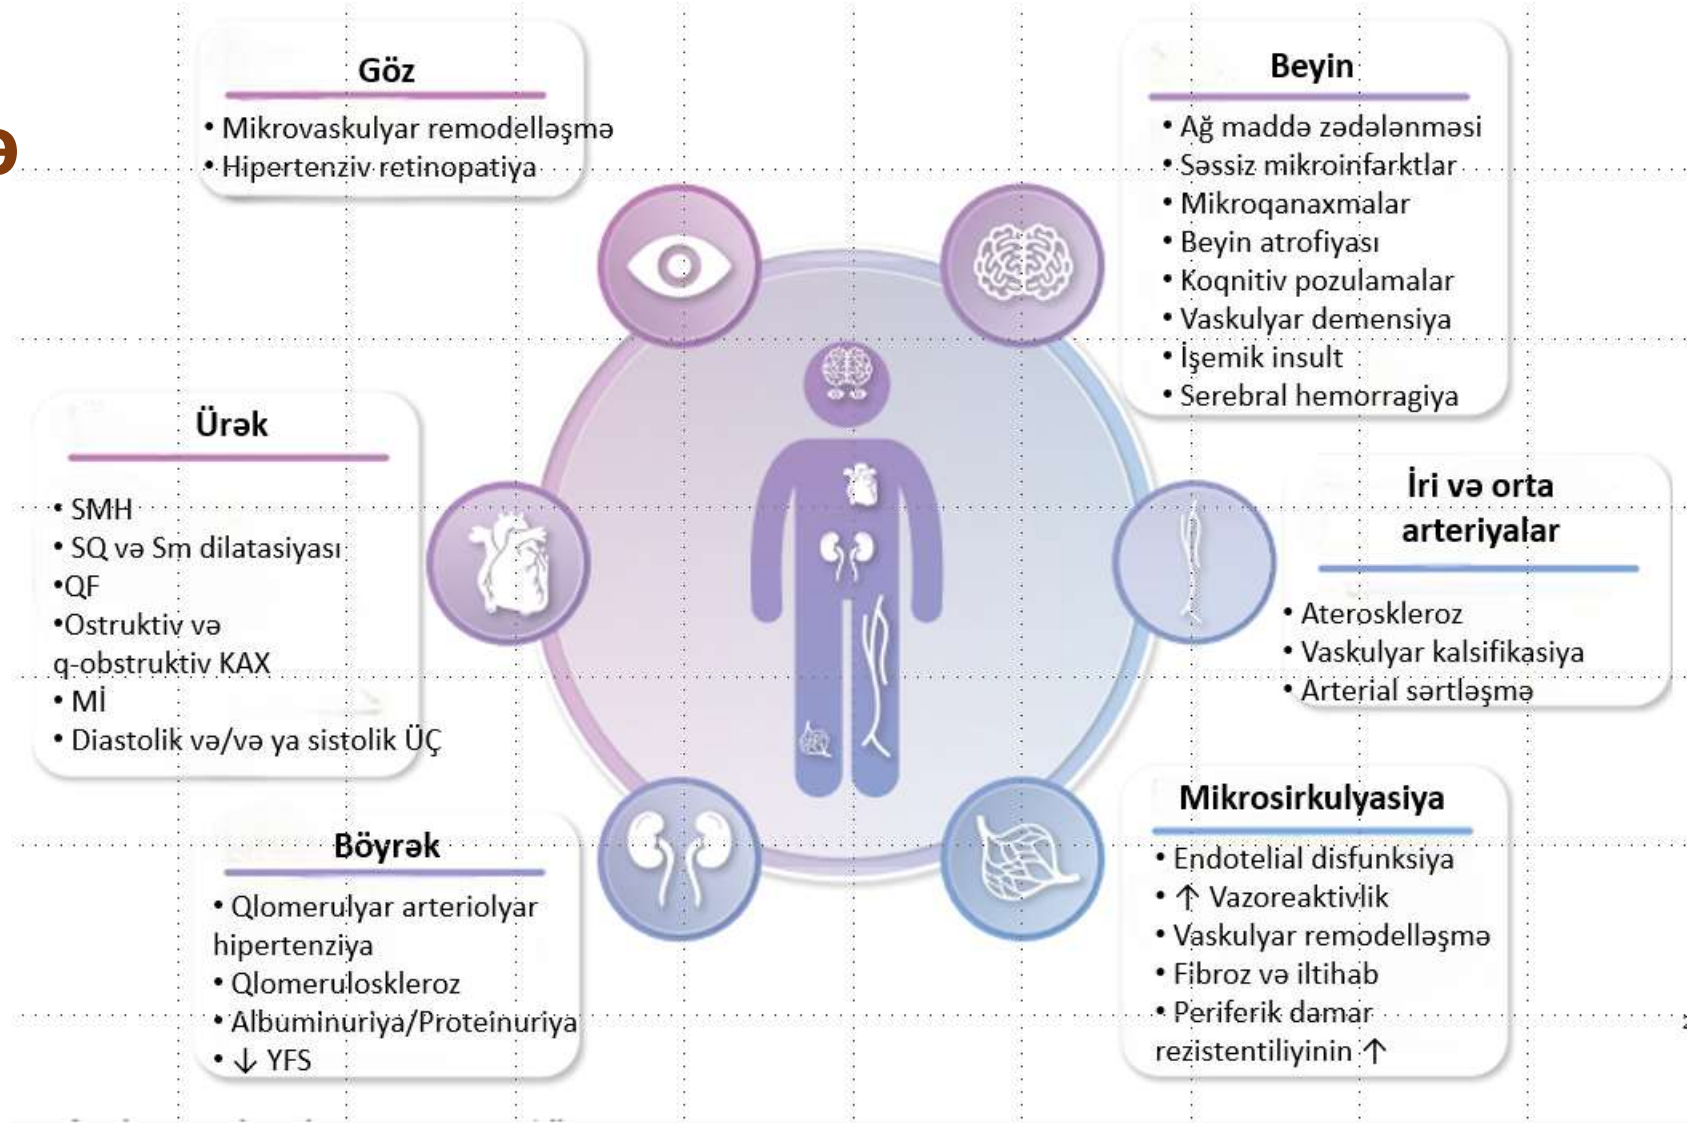 ə
Göz
• Mikrovaskulyar remodelləşmə
• Hipertenziv retinopatiya
Beyin
• Ağ maddə zədələnməsi
• Səssiz mikroinfarktlar
• Mikroqanaxmalar
• Beyin atrofiyası
• Koqnitiv pozulamalar
• Vaskulyar demensiya
• İşemik insult
• Serebral hemorragiya
Ürək
• SMH
• SQ və Sm dilatasiyası
•QF
•Ostruktiv və
q-obstruktiv KAX
• Mİ
• Diastolik və/və ya sistolik ÜÇ
İri və orta
arteriyalar
• Ateroskleroz
• Vaskulyar kalsifikasiya
• Arterial sərtləşmə
Böyrək
• Qlomerulyar arteriolyar
hipertenziya
• Qlomeruloskleroz
• Albuminuriya/Proteinuriya
• ↓ YFS
Mikrosirkulyasiya
• Endotelial disfunksiya
• ↑ Vazoreaktivlik
• Vaskulyar remodelləşmə
• Fibroz və iltihab
• Periferik damar
rezistentiliyinin ↑